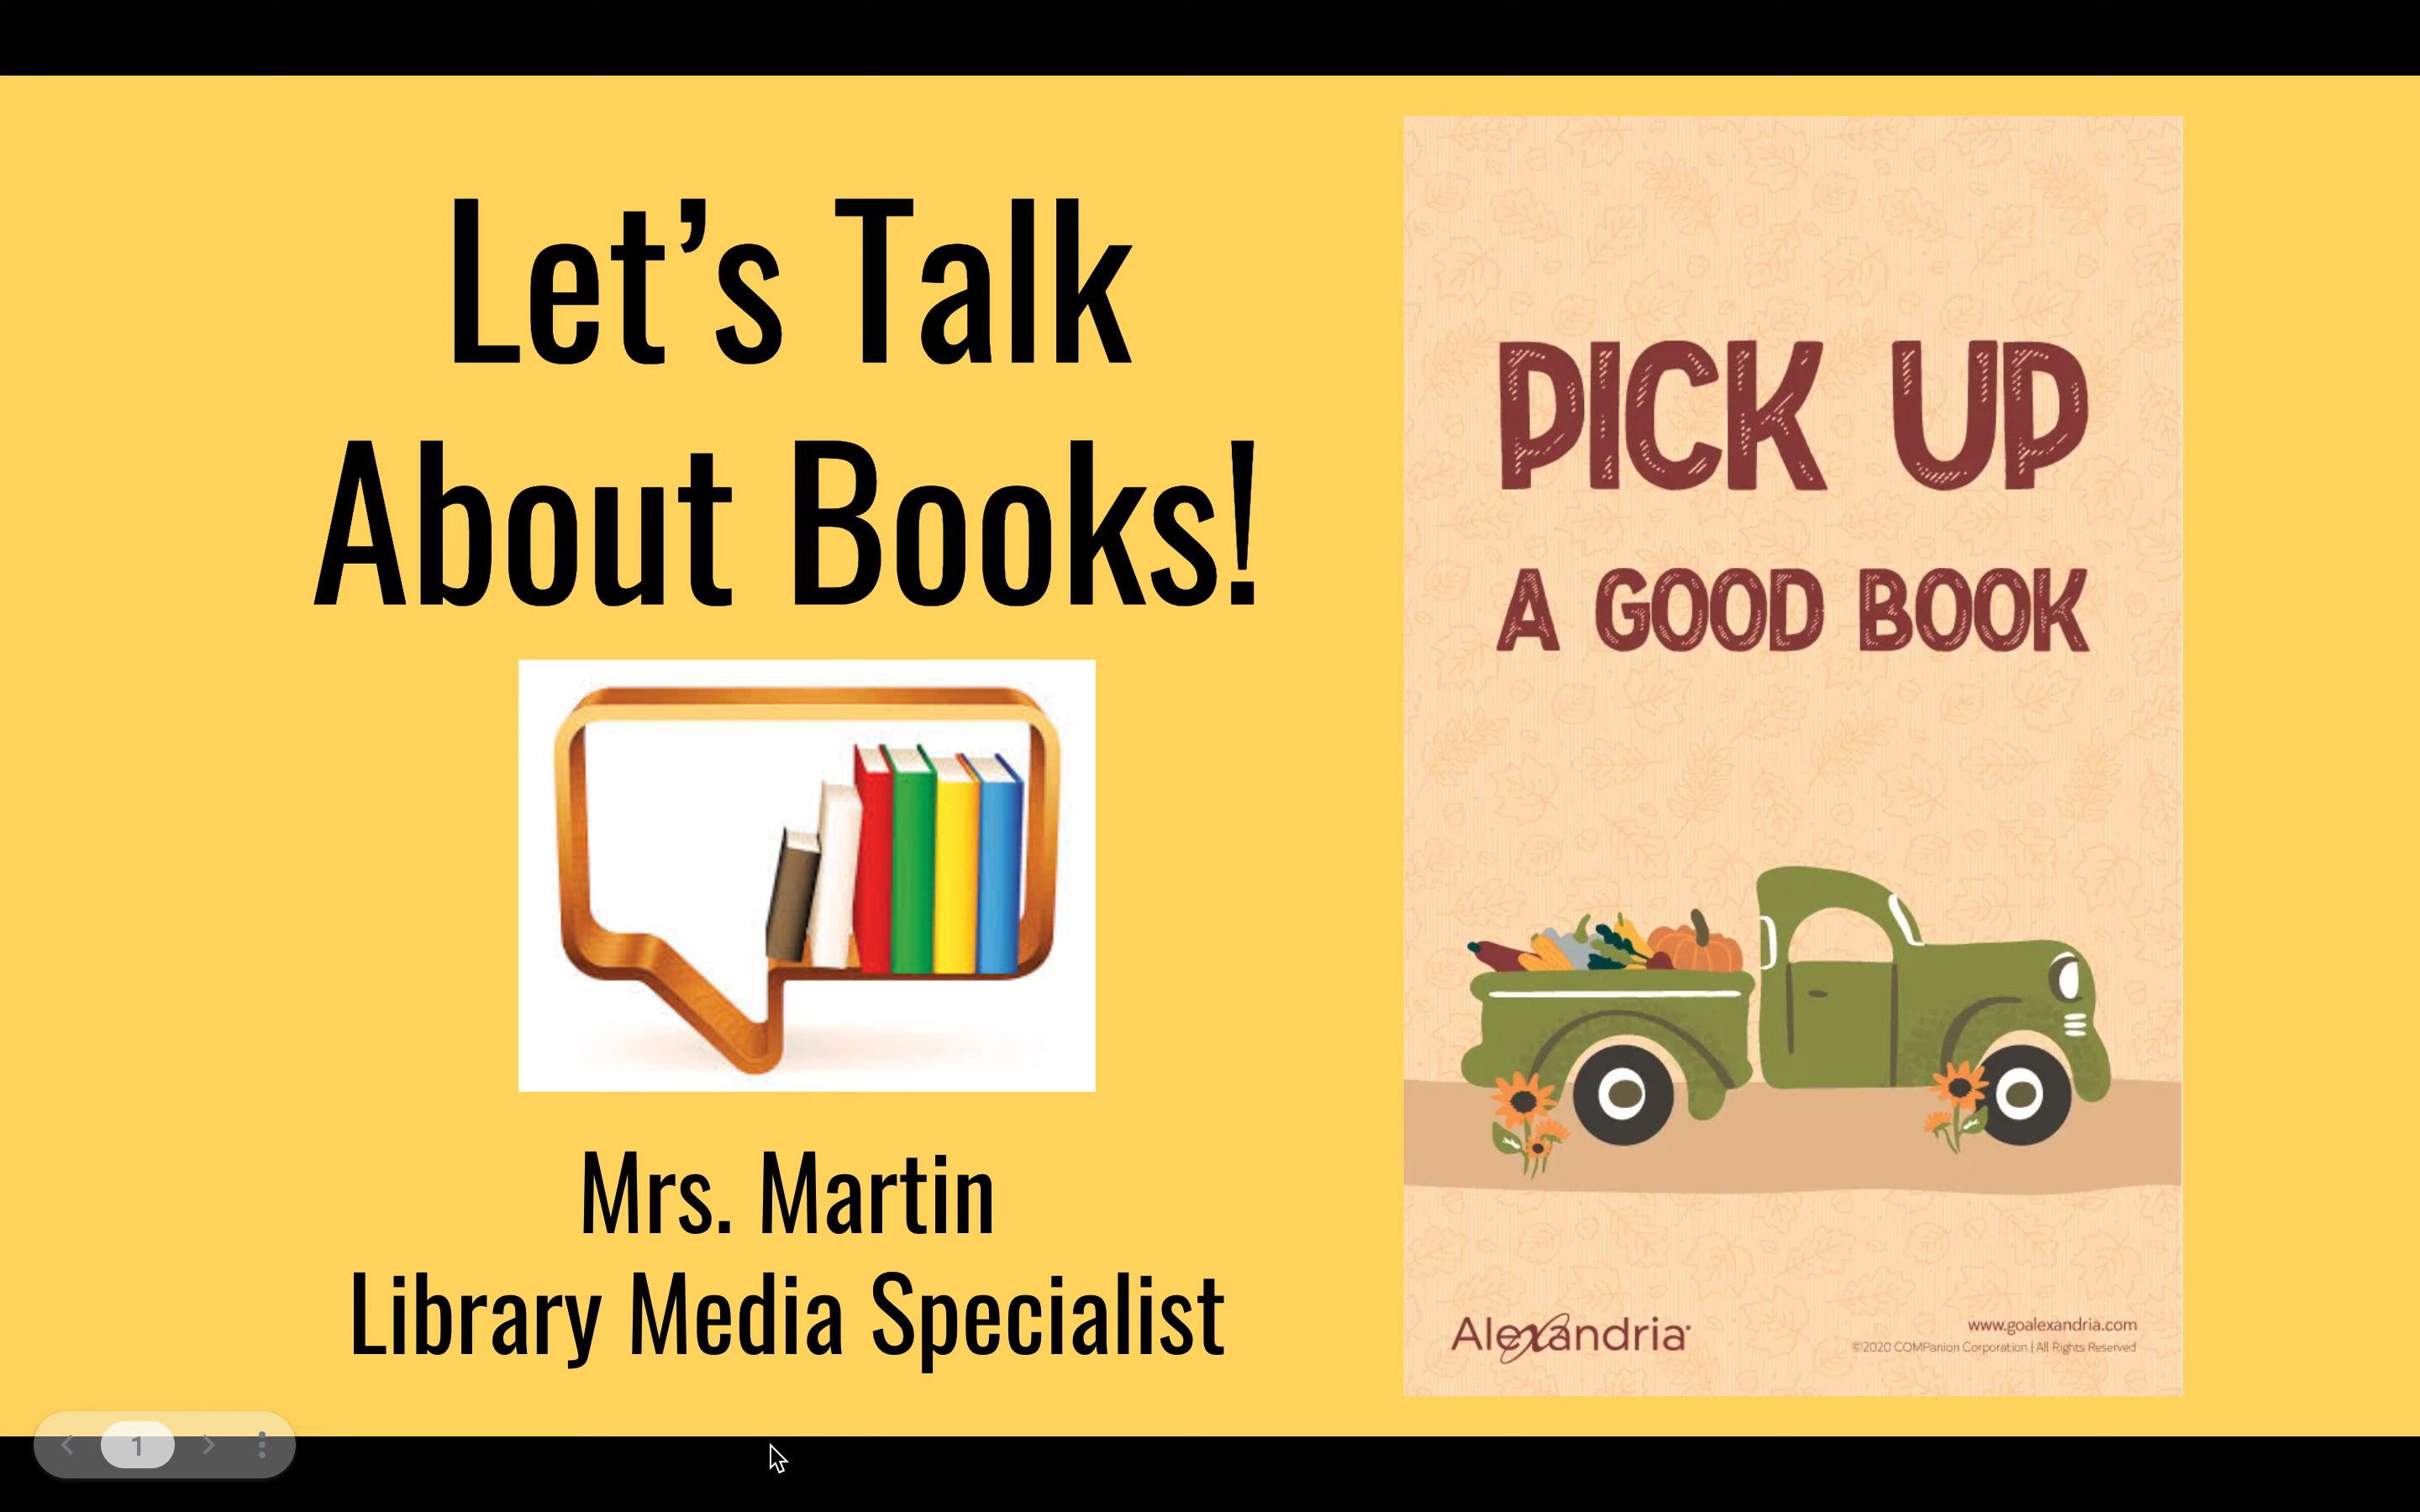 Let’s Talk
About Books!
Mrs. Martin
Library Media Specialist
PICK UP
A GOOD BOOK
Alexandria
www.goalexandria.com
©2020 COMPanion Corporation | All Rights Reserved
1